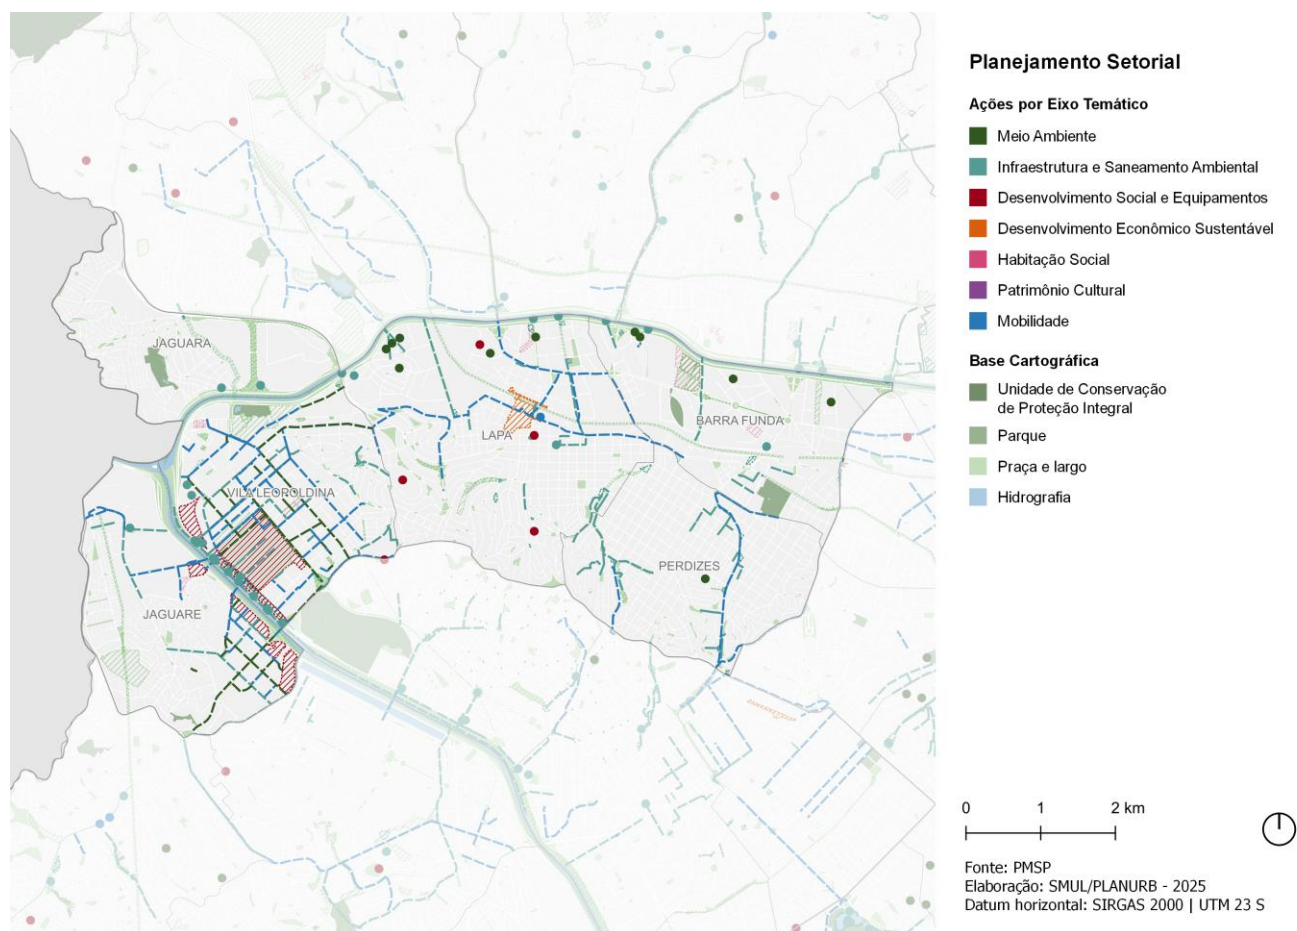 Planejamento Setorial
Ações por Eixo Temático
Meio Ambiente
Infraestrutura e Saneamento Ambiental
Desenvolvimento Social e Equipamentos
Desenvolvimento Econômico Sustentável
Habitação Social
Patrimônio Cultural
Mobilidade
Base Cartográfica
Unidade de Conservação
de Proteção Integral
Parque
Praça e largo
Hidrografia
JAGUARA
LAPA
BARRA FUNDA
VILA LEOPOLDINA
PERDIZES
JAGUARE
0 1 2 km
Fonte: PMSP
Elaboração: SMUL/PLANURB - 2025
Datum horizontal: SIRGAS 2000 | UTM 23 S